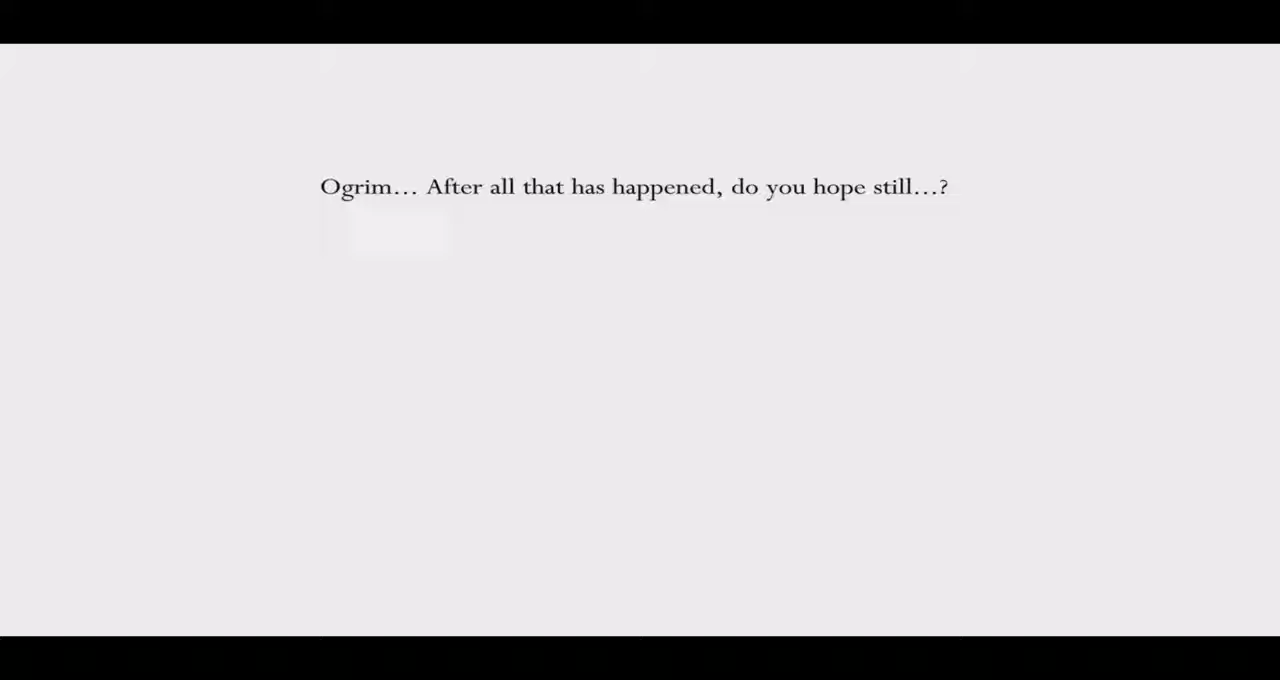 Ogrim… After all that has happened, do you hope still…?